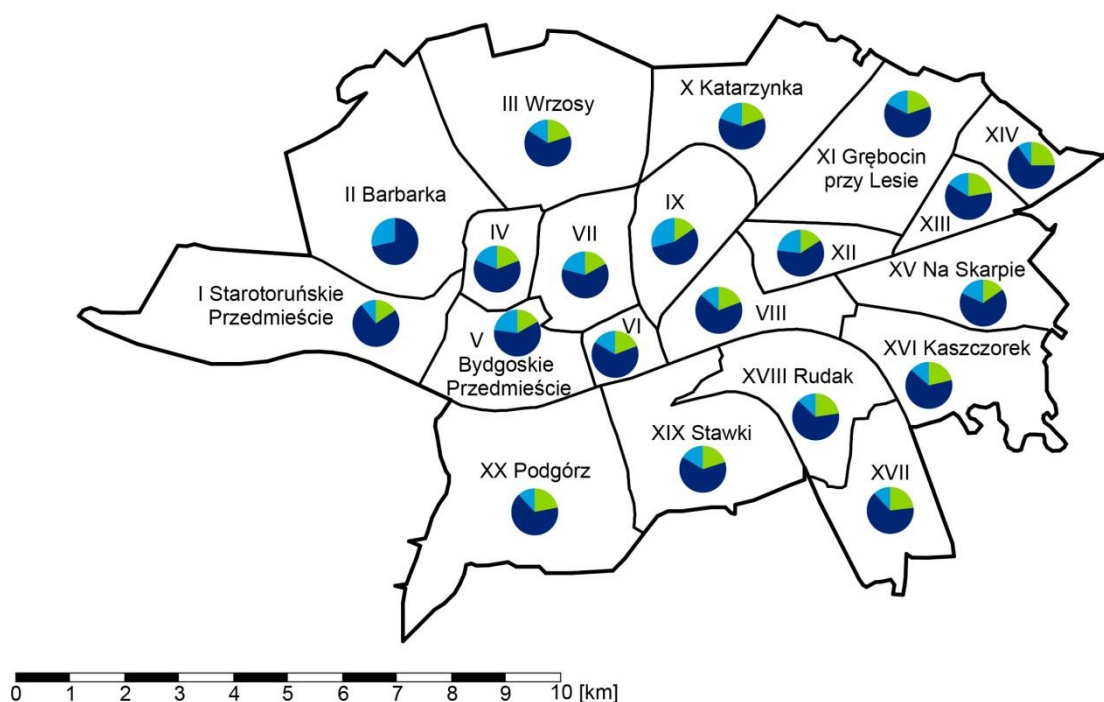 III Wrzosy
X Katarzynka
XI Grębocin
przy Lesie
XIV
XIII
II Barbarka
IV
VII
IX
XII
XV Na Skarpie
I Starotoruńskie
Przedmieście
V
Bydgoskie
Przedmieście
VI
VIII
XVI Kaszczorek
XVIII Rudak
XIX Stawki
XX Podgórz
XVII
0 1 2 3 4 5 6 7 8 9 10 [km]